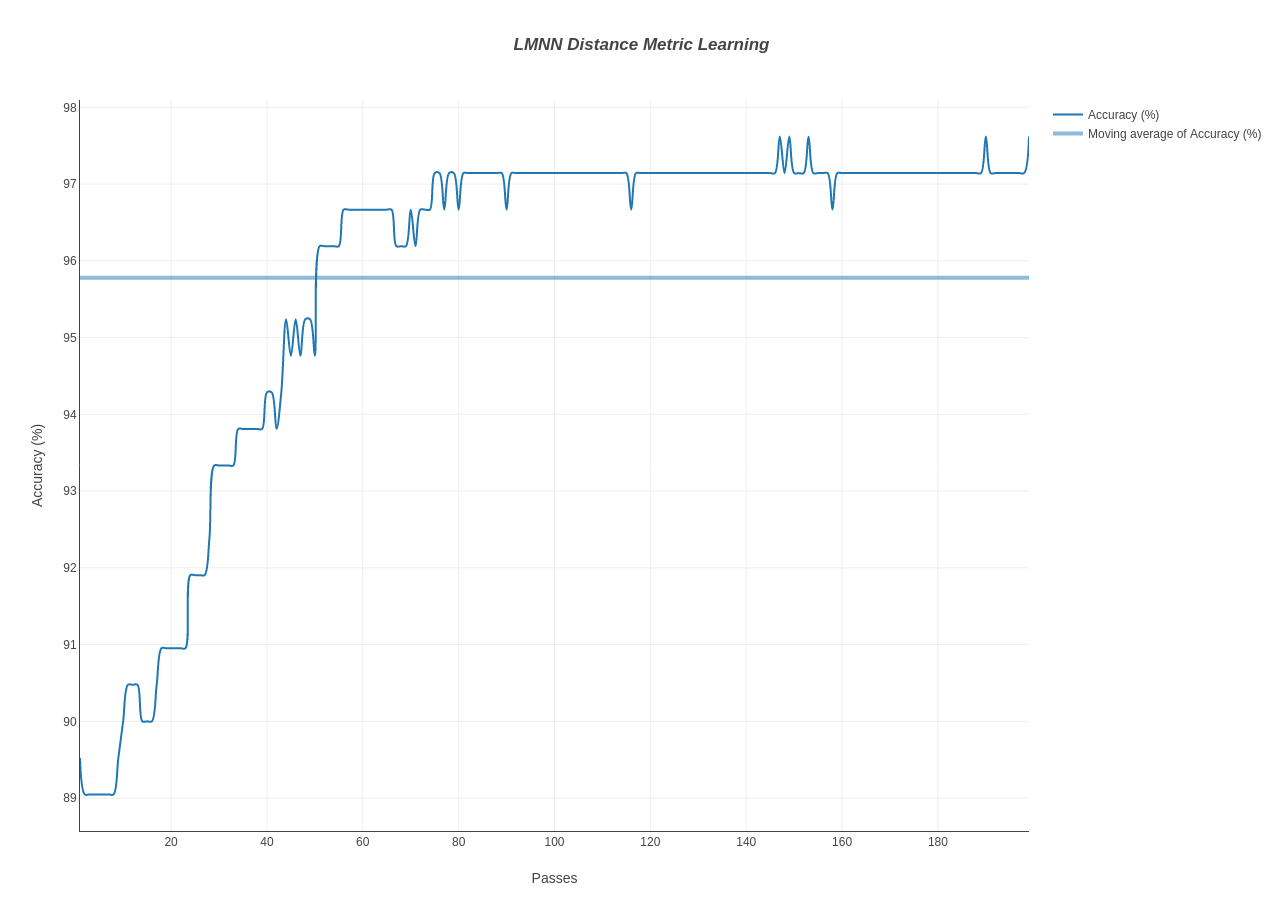 LMNN Distance Metric Learning
Accuracy (%)
Moving average of Accuracy (%)
98
97
96
95
94
93
92
91
90
89
Accuracy (%)
20 40 60 80 100 120 140 160 180
Passes